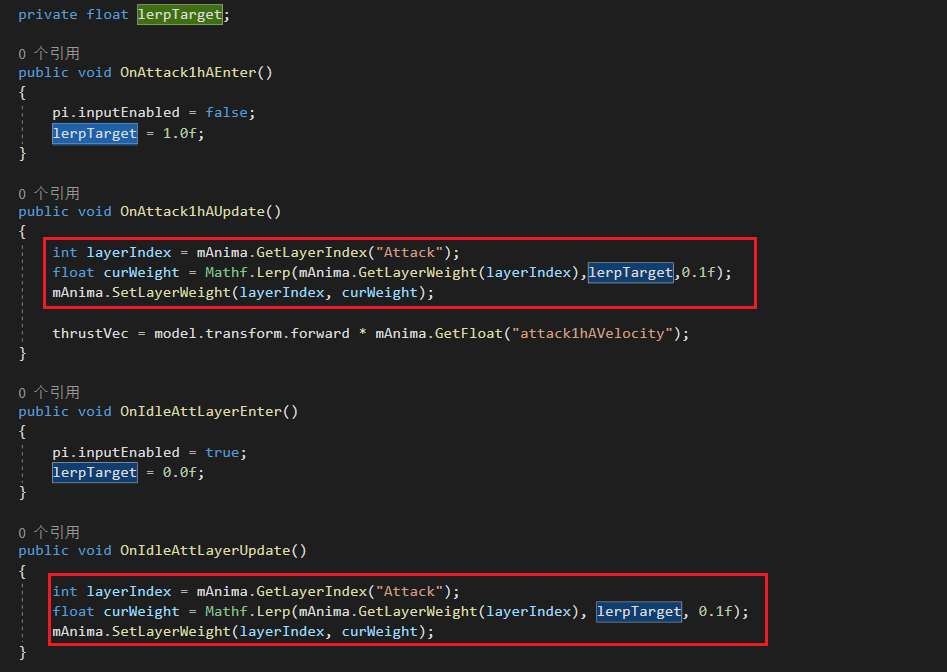 private float lerpTarget;
0 个引用
public void OnAttack1hAEnter()
{
pi.inputEnabled = false;
lerpTarget = 1.0f;
}
0 个引用
public void OnAttack1hAUpdate()
{
int layerIndex = mAnima.GetLayerIndex("Attack");
float curWeight = Mathf.Lerp(mAnima.GetLayerWeight(layerIndex),lerpTarget,0.1f);
mAnima.SetLayerWeight(layerIndex, curWeight);
thrustVec = model.transform.forward * mAnima.GetFloat("attack1hAVelocity");
}
0 个引用
public void OnIdleAttLayerEnter()
{
pi.inputEnabled = true;
lerpTarget = 0.0f;
}
0 个引用
public void OnIdleAttLayerUpdate()
{
int layerIndex = mAnima.GetLayerIndex("Attack");
float curWeight = Mathf.Lerp(mAnima.GetLayerWeight(layerIndex), lerpTarget, 0.1f);
mAnima.SetLayerWeight(layerIndex, curWeight);
}